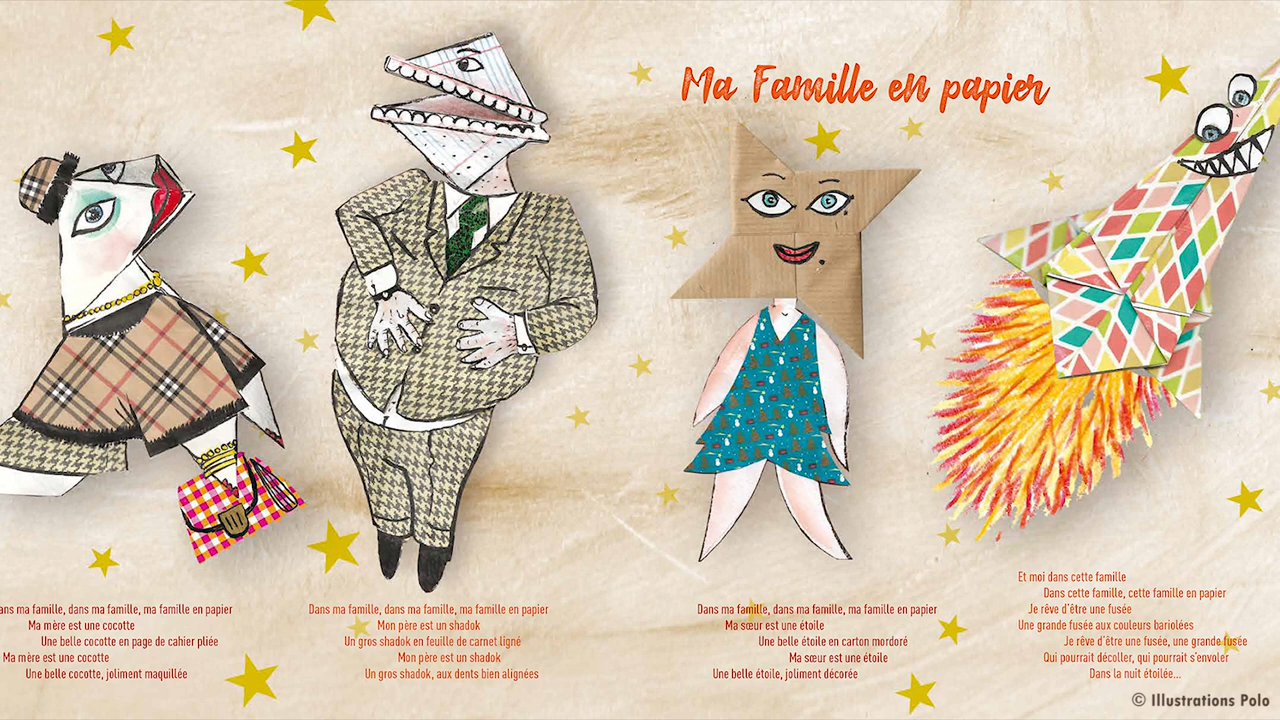 Ma Famille en papier
ans ma famille, dans ma famille, ma famille en papier
Ma mère est une cocotte
Une belle cocotte en page de cahier pliée
Ma mère est une cocotte
Une belle cocotte, joliment maquillée
Dans ma famille, dans ma famille, ma famille en papier
Mon père est un shadok
Un gros shadok en feuille de carnet ligné
Mon père est un shadok
Un gros shadok, aux dents bien alignées
Dans ma famille, dans ma famille, ma famille en papier
Ma sœur est une étoile
Une belle étoile en carton mordoré
Ma sœur est une étoile
Une belle étoile, joliment décorée
Et moi dans cette famille
Dans cette famille, cette famille en papier
Je rêve d'être une fusée
Une grande fusée aux couleurs bariolées
Je rêve d'être une fusée, une grande fusée
Qui pourrait décoller, qui pourrait s'envoler
Dans la nuit étoilée...
© Illustrations Polo